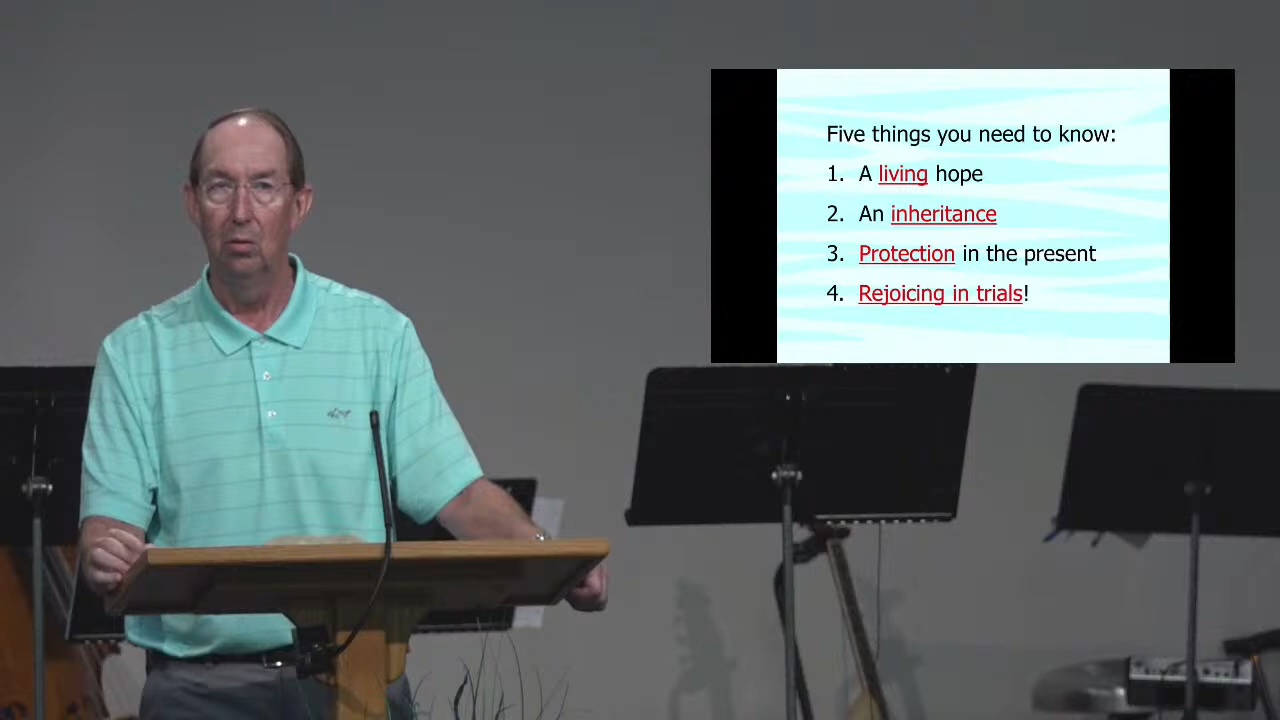 Five things you need to know:
1. A living hope
2. An inheritance
3. Protection in the present
4. Rejoicing in trials!